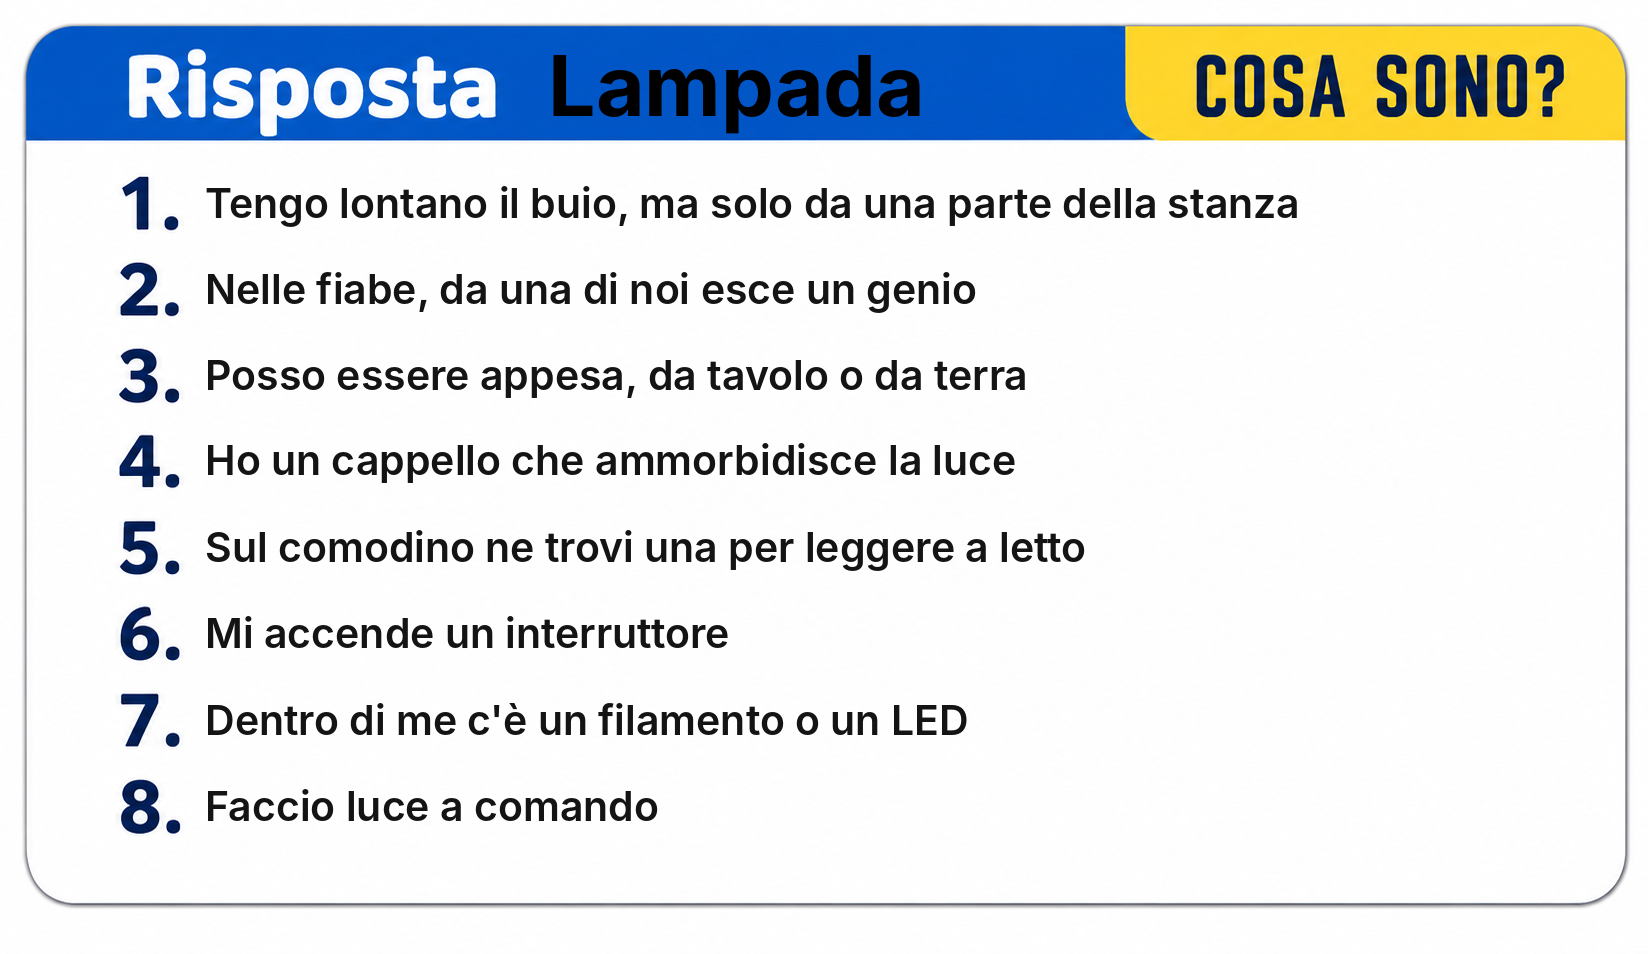 Risposta Lampada COSA SONO?
1. Tengo lontano il buio, ma solo da una parte della stanza
2. Nelle fiabe, da una di noi esce un genio
3. Posso essere appesa, da tavolo o da terra
4. Ho un cappello che ammorbidisce la luce
5. Sul comodino ne trovi una per leggere a letto
6. Mi accende un interruttore
7. Dentro di me c'è un filamento o un LED
8. Faccio luce a comando